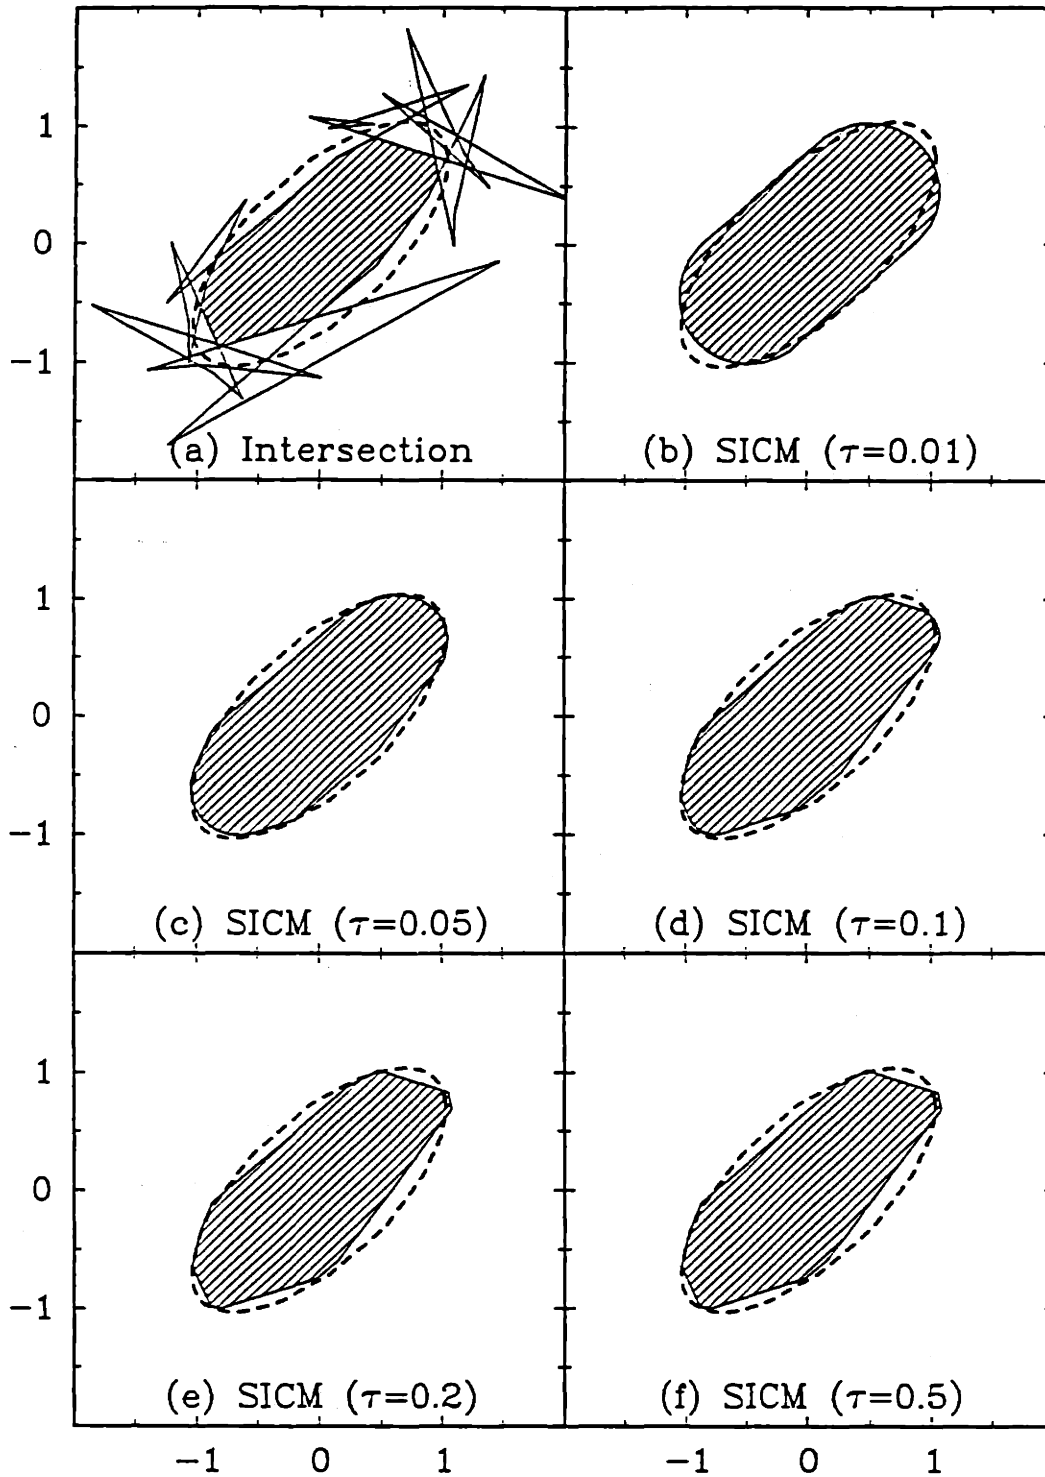 1
0
−1
(a) Intersection
(b) SICM (τ=0.01)
1
0
−1
(c) SICM (τ=0.05)
(d) SICM (τ=0.1)
1
0
−1
(e) SICM (τ=0.2)
(f) SICM (τ=0.5)
−1 0 1 −1 0 1